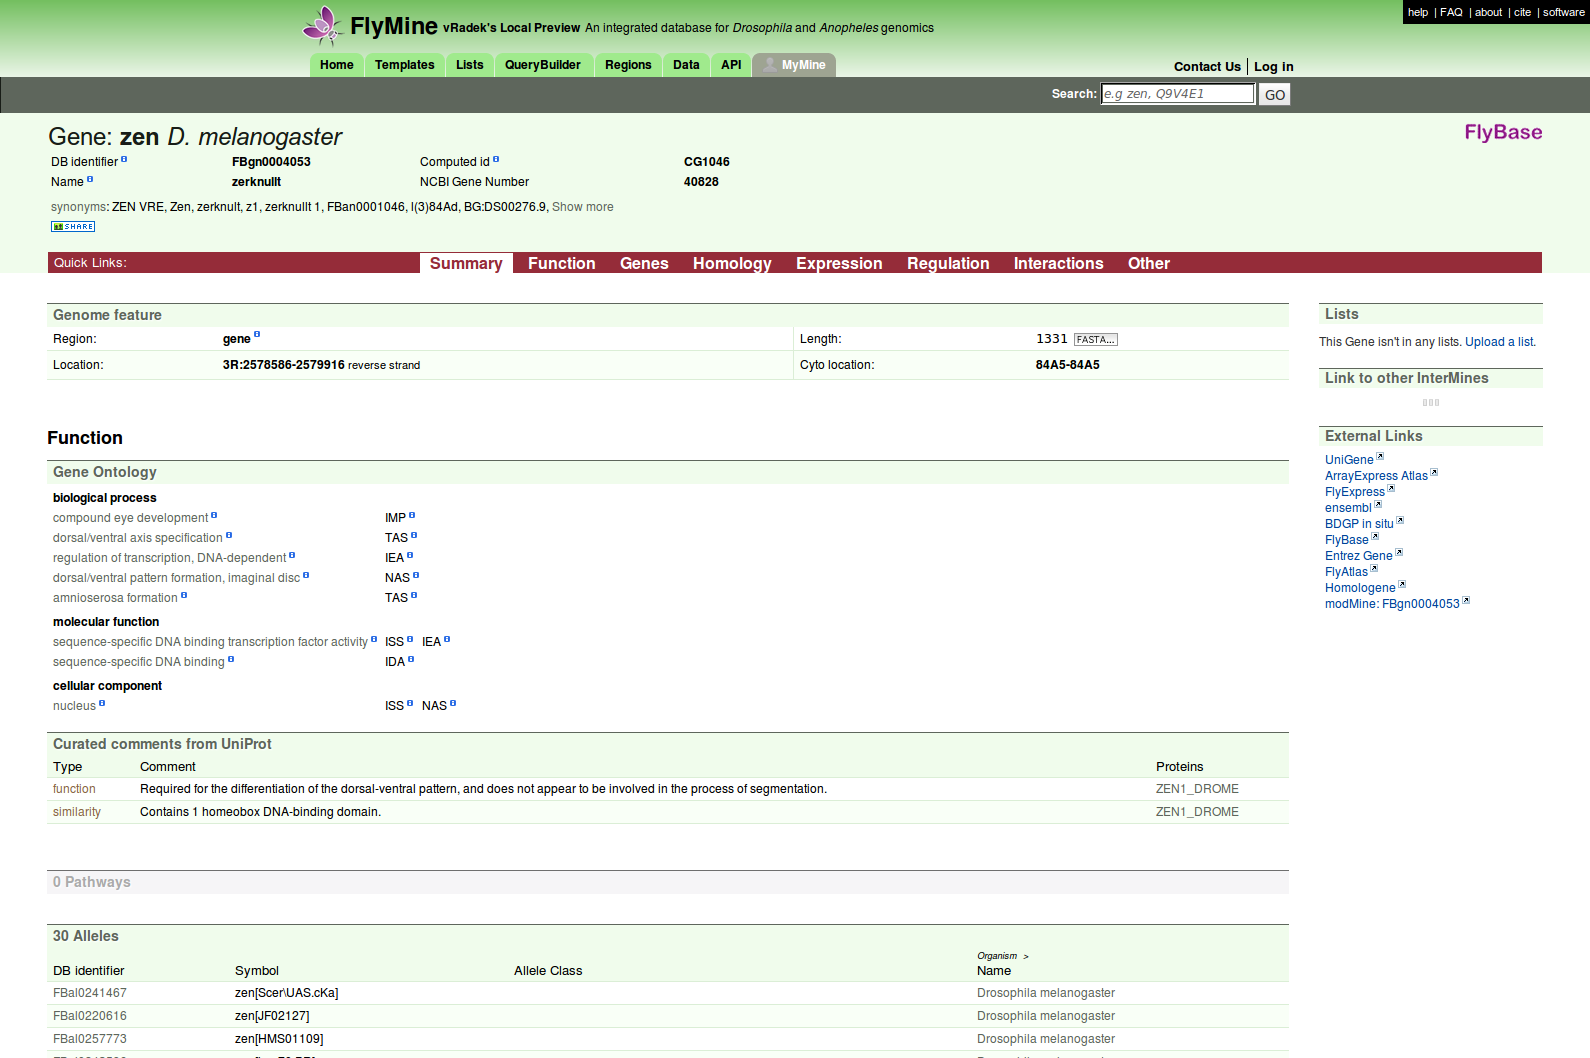 help | FAQ | about | cite | software
FlyMine vRadek's Local Preview An integrated database for Drosophila and Anopheles genomics
Home Templates Lists QueryBuilder Regions Data API MyMine
Contact Us | Log in
Search: e.g zen, Q9V4E1 GO
Gene: zen D. melanogaster
FlyBase
DB identifier FBgn0004053 Computed id CG1046
Name zerknullt NCBI Gene Number 40828
synonyms: ZEN VRE, Zen, zerknult, z1, zerknullt 1, FBan0001046, l(3)84Ad, BG:DS00276.9, Show more
SHARE
Quick Links: Summary Function Genes Homology Expression Regulation Interactions Other
Genome feature
Region: gene Length: 1331 FASTA...
Location: 3R:2578586-2579916 reverse strand Cyto location: 84A5-84A5
Function
Gene Ontology
biological process
compound eye development IMP
dorsal/ventral axis specification TAS
regulation of transcription, DNA-dependent IEA
dorsal/ventral pattern formation, imaginal disc NAS
amnioserosa formation TAS
molecular function
sequence-specific DNA binding transcription factor activity ISS IEA
sequence-specific DNA binding IDA
cellular component
nucleus ISS NAS
Curated comments from UniProt
Type Comment Proteins
function Required for the differentiation of the dorsal-ventral pattern, and does not appear to be involved in the process of segmentation. ZEN1_DROME
similarity Contains 1 homeobox DNA-binding domain. ZEN1_DROME
0 Pathways
30 Alleles
Organism >
DB identifier Symbol Allele Class Name
FBal0241467 zen[Scer\UAS.cKa] Drosophila melanogaster
FBal0220616 zen[JF02127] Drosophila melanogaster
FBal0257773 zen[HMS01109] Drosophila melanogaster
Lists
This Gene isn't in any lists. Upload a list.
Link to other InterMines
External Links
UniGene
ArrayExpress Atlas
FlyExpress
ensembl
BDGP in situ
FlyBase
Entrez Gene
FlyAtlas
Homologene
modMine: FBgn0004053